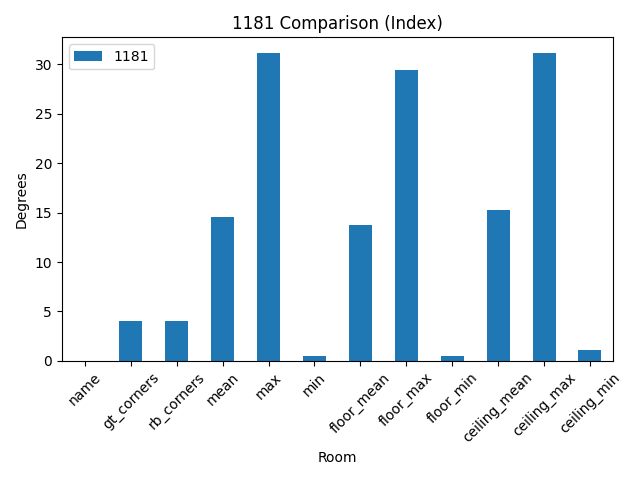 1181 Comparison (Index)
1181
Degrees
30
25
20
15
10
5
0
name
gt_corners
rb_corners
mean
max
min
floor_mean
floor_max
floor_min
ceiling_mean
ceiling_max
ceiling_min
Room